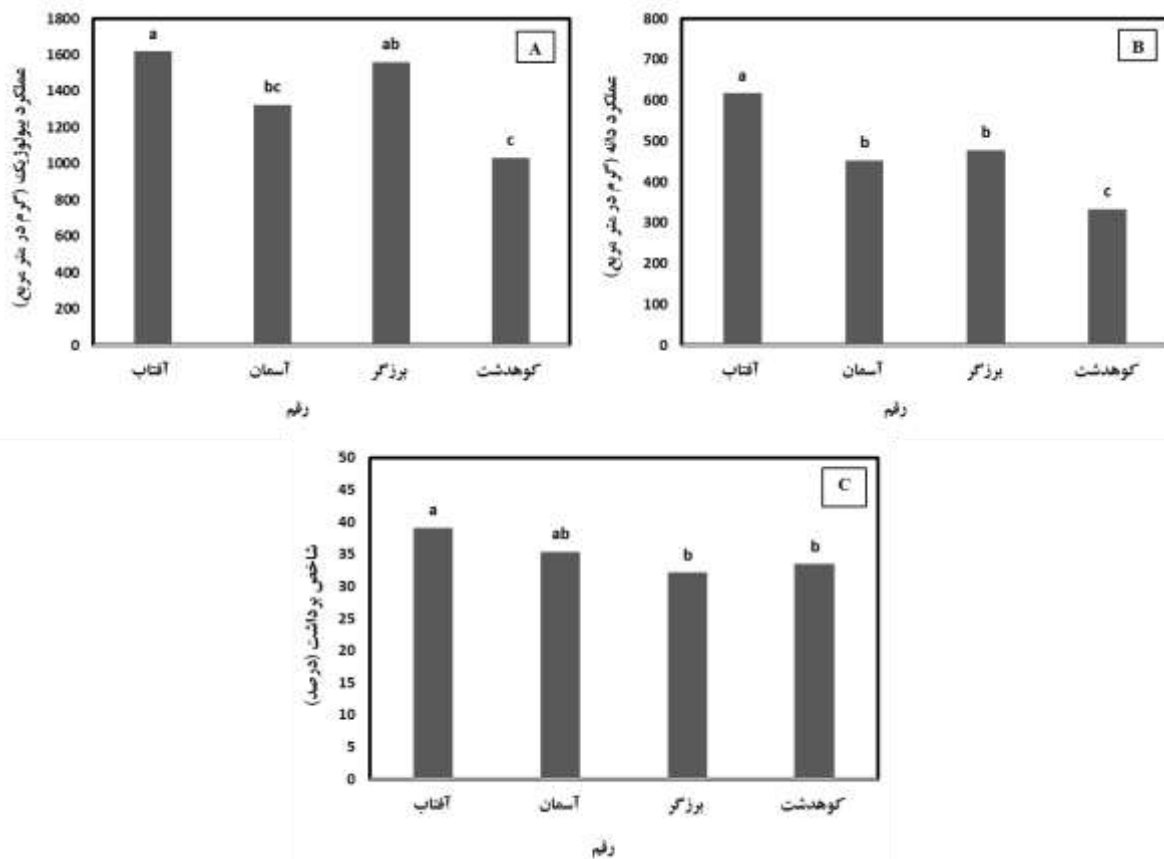 A
عملکرد بیولوژیک (گرم در متر مربع)
1800
1600
1400
1200
1000
800
600
400
200
0
a
bc
ab
c
آفتاب
آسمان
برزگر
کوهدشت
رقم
B
عملکرد دانه (گرم در متر مربع)
800
700
600
500
400
300
200
100
0
a
b
b
c
آفتاب
آسمان
برزگر
کوهدشت
رقم
C
شاخص برداشت (درصد)
50
45
40
35
30
25
20
15
10
5
0
a
ab
b
b
آفتاب
آسمان
برزگر
کوهدشت
رقم